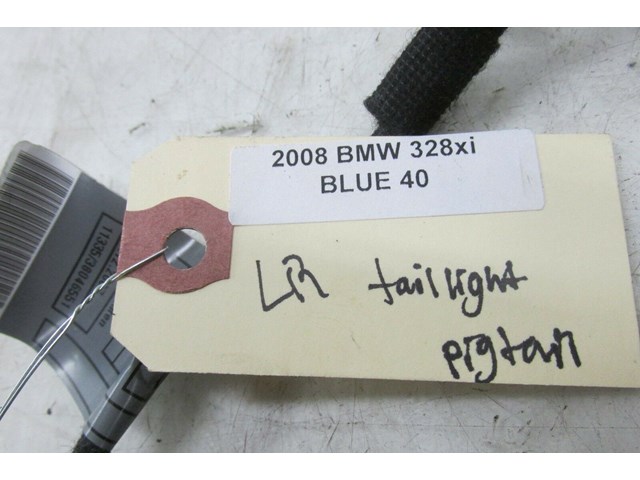 2008 BMW 328xi
BLUE 40
LR taillight
pigtail